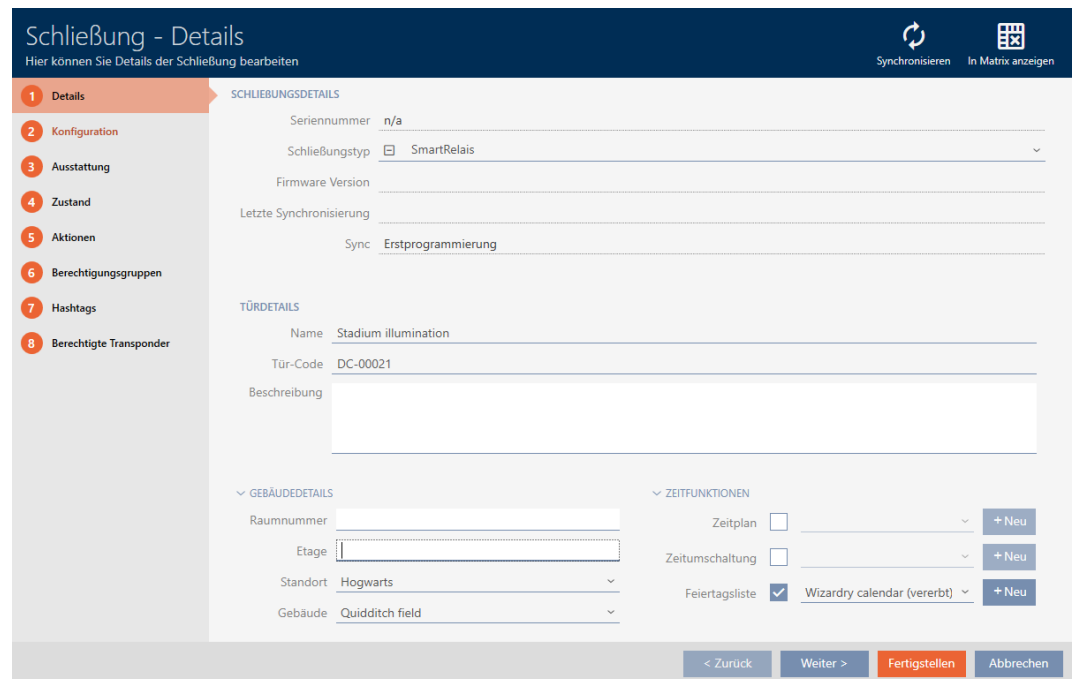 Schließung - Details
Hier können Sie Details der Schließung bearbeiten
Synchronisieren
In Matrix anzeigen
1 Details
2 Konfiguration
3 Ausstattung
4 Zustand
5 Aktionen
6 Berechtigungsgruppen
7 Hashtags
8 Berechtigte Transponder
SCHLIEßUNGSDETAILS
Seriennummer n/a
Schließungstyp SmartRelais
Firmware Version
Letzte Synchronisierung
Sync Erstprogrammierung
TÜRDETAILS
Name Stadium illumination
Tür-Code DC-00021
Beschreibung
GEBÄUDEDETAILS
Raumnummer
Etage
Standort Hogwarts
Gebäude Quidditch field
ZEITFUNKTIONEN
Zeitplan + Neu
Zeitumschaltung + Neu
Feiertagsliste Wizardry calendar (vererbt) + Neu
< Zurück
Weiter >
Fertigstellen
Abbrechen